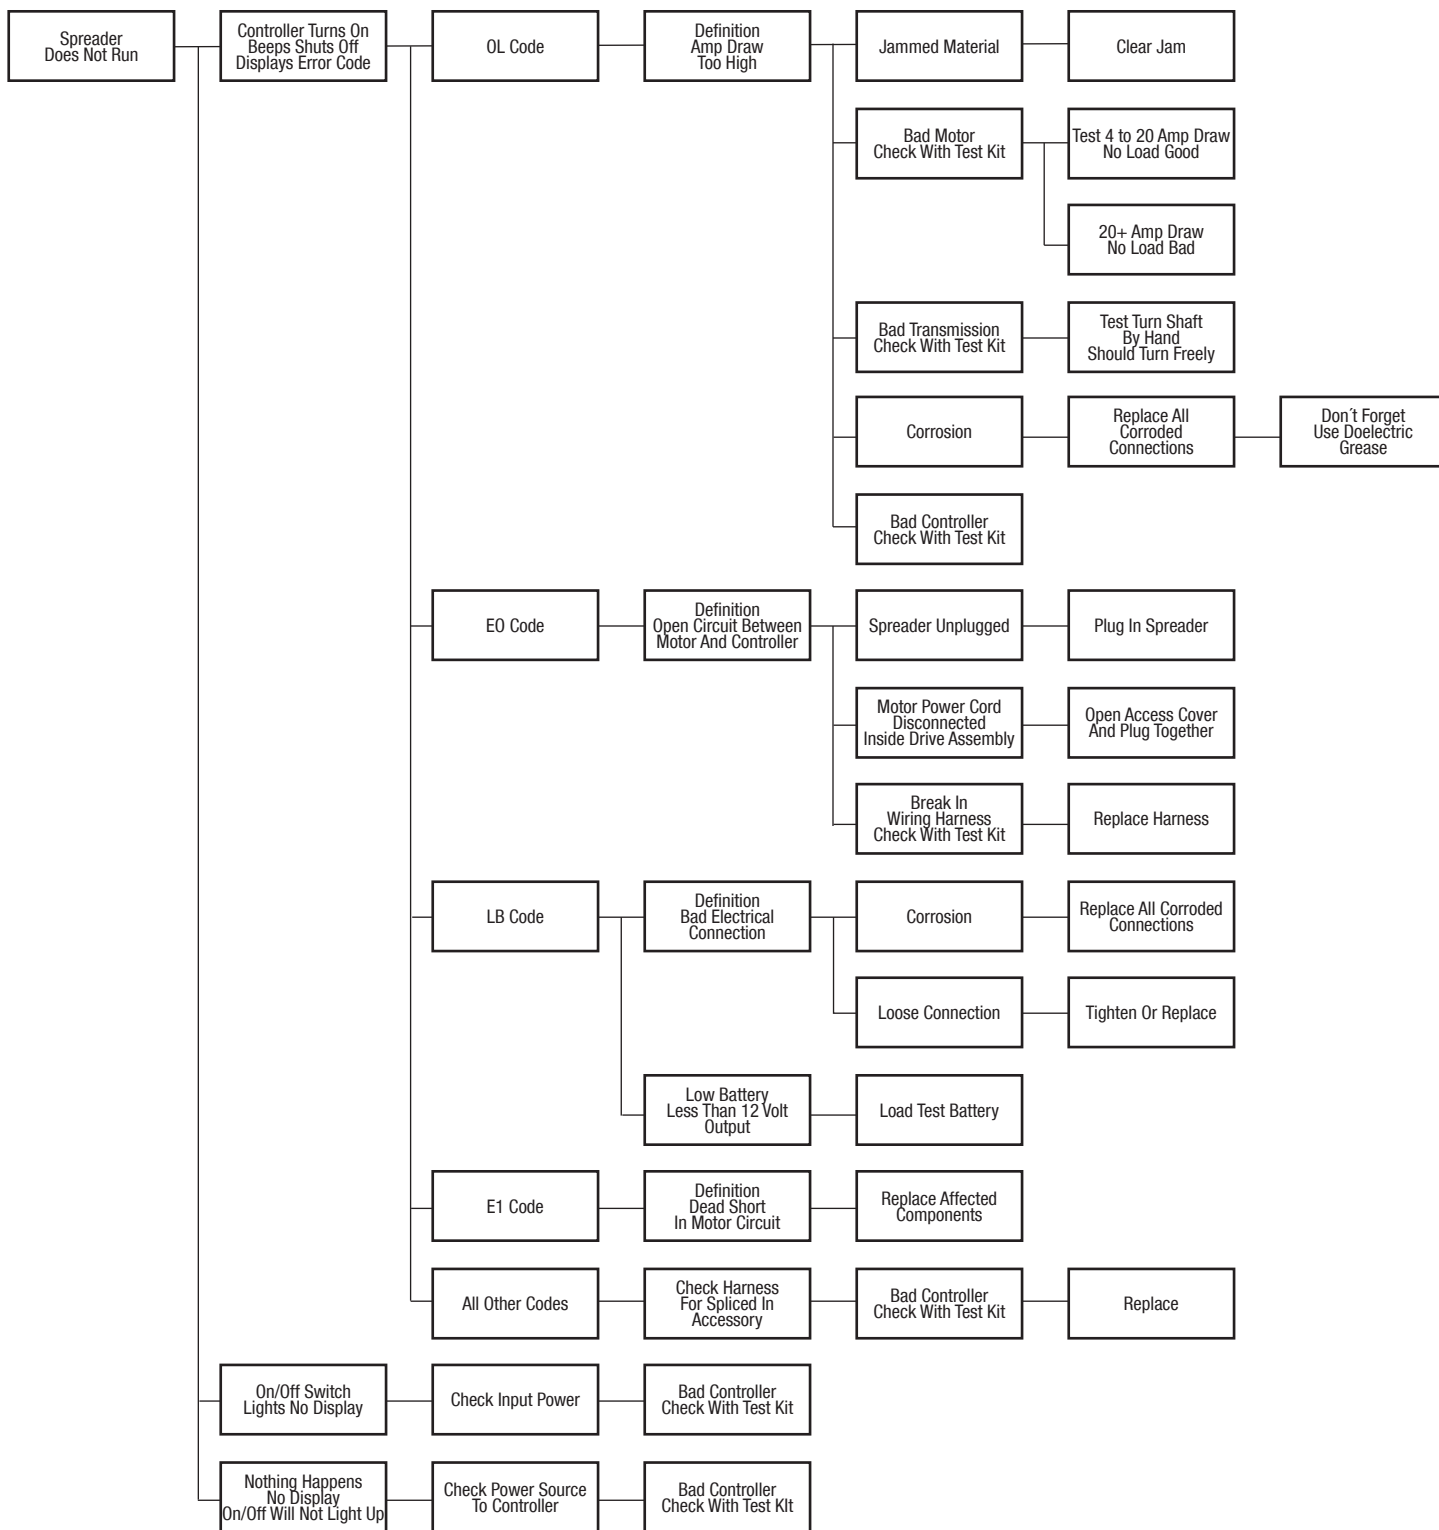 Spreader
Does Not Run
Controller Turns On
Beeps Shuts Off
Displays Error Code
OL Code
Definition
Amp Draw
Too High
Jammed Material
Clear Jam
Bad Motor
Check With Test Kit
Test 4 to 20 Amp Draw
No Load Good
20+ Amp Draw
No Load Bad
Bad Transmission
Check With Test Kit
Test Turn Shaft
By Hand
Should Turn Freely
Corrosion
Replace All
Corroded
Connections
Don´t Forget
Use Doelectric
Grease
Bad Controller
Check With Test Kit
EO Code
Definition
Open Circuit Between
Motor And Controller
Spreader Unplugged
Plug In Spreader
Motor Power Cord
Disconnected
Inside Drive Assembly
Open Access Cover
And Plug Together
Break In
Wiring Harness
Check With Test Kit
Replace Harness
LB Code
Definition
Bad Electrical
Connection
Corrosion
Replace All Corroded
Connections
Loose Connection
Tighten Or Replace
Low Battery
Less Than 12 Volt
Output
Load Test Battery
E1 Code
Definition
Dead Short
In Motor Circuit
Replace Affected
Components
All Other Codes
Check Harness
For Spliced In
Accessory
Bad Controller
Check With Test Kit
Replace
On/Off Switch
Lights No Display
Check Input Power
Bad Controller
Check With Test Kit
Nothing Happens
No Display
On/Off Will Not Light Up
Check Power Source
To Controller
Bad Controller
Check With Test KIt